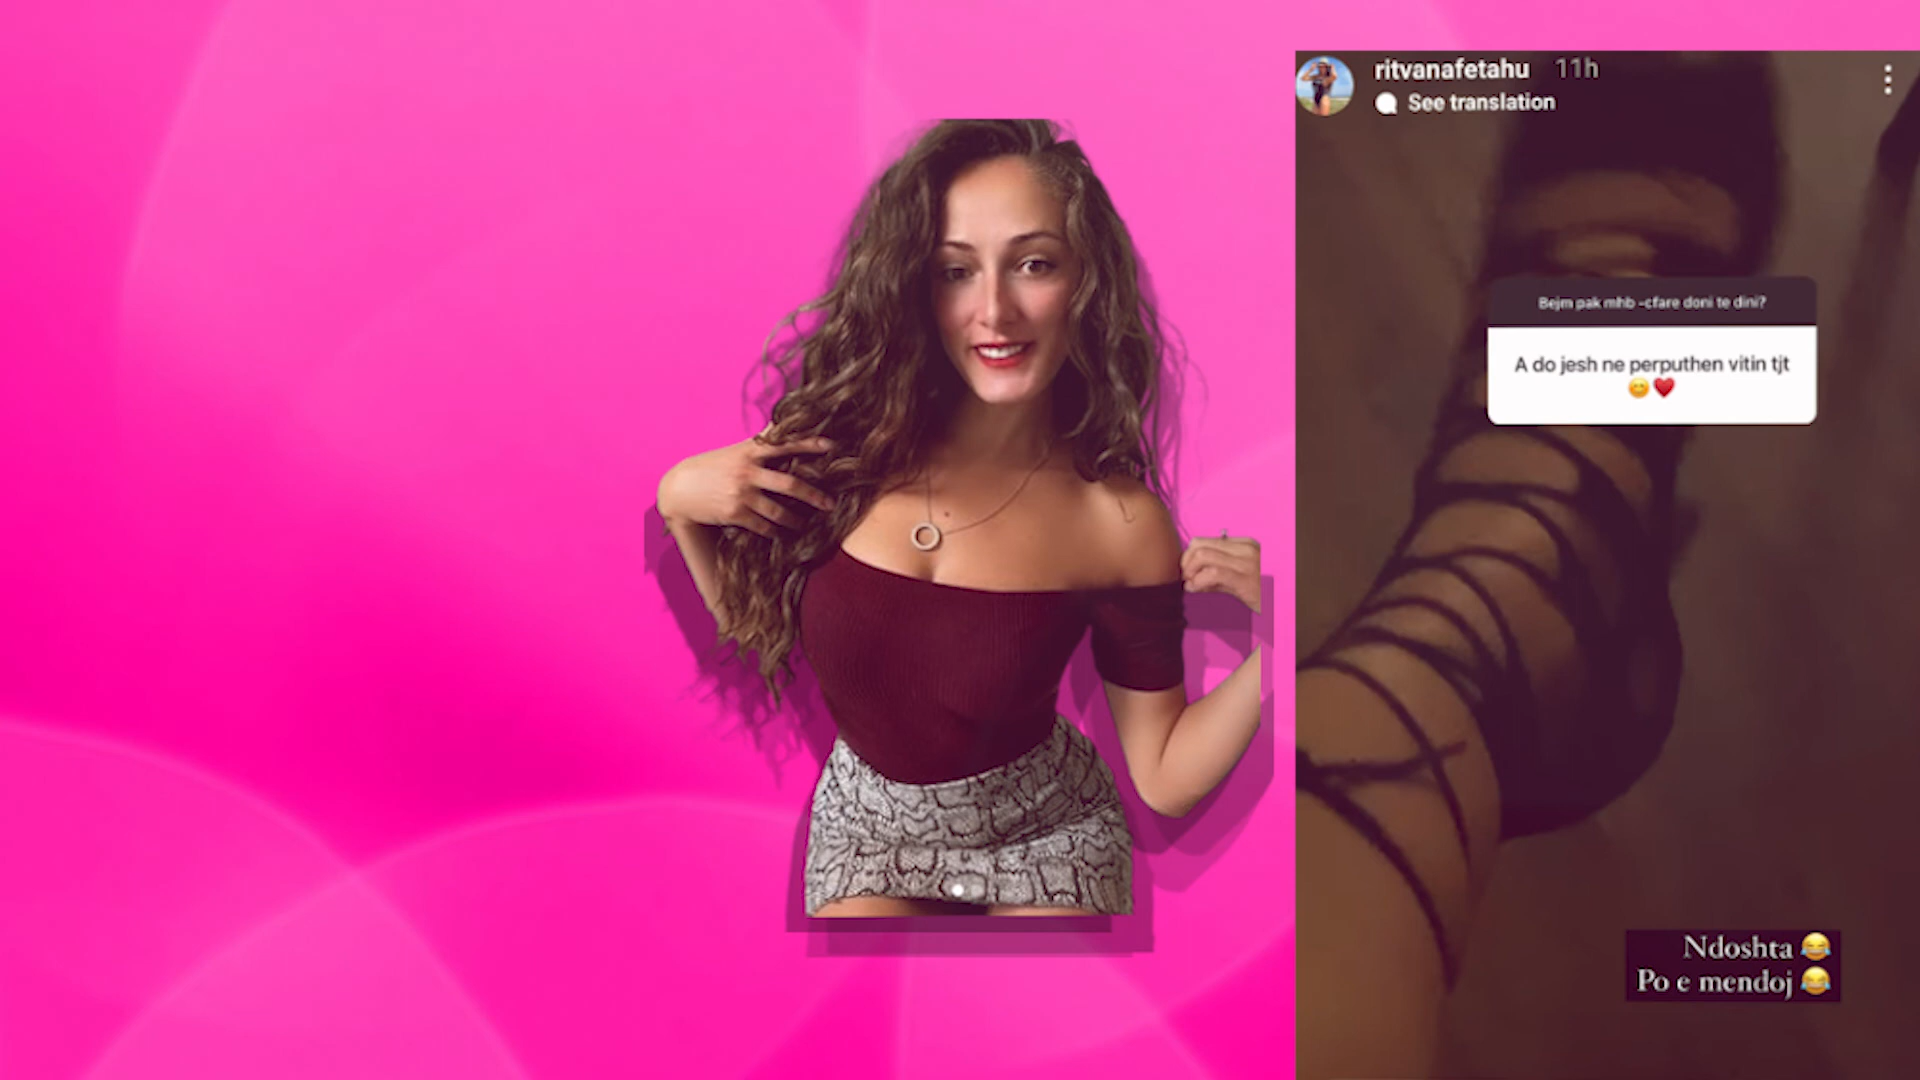 ritvanafetahu 11h
See translation
Bejm pak mhb -cfare doni te dini?
A do jesh ne perputhen vitin tjt
😊❤️
Ndoshta 😂
Po e mendoj 😂